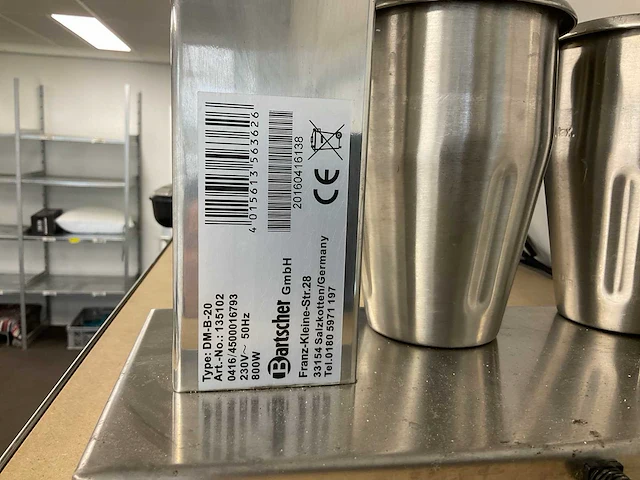 Type: DM-B-20
Art.-No.: 135102
0416/4500016793
230V~ 50Hz
800W
Bartscher GmbH
Franz-Kleine-Str.28
33154 Salzkotten/Germany
Tel.0180 5971 197
4 015613 563626
20160416138
CE